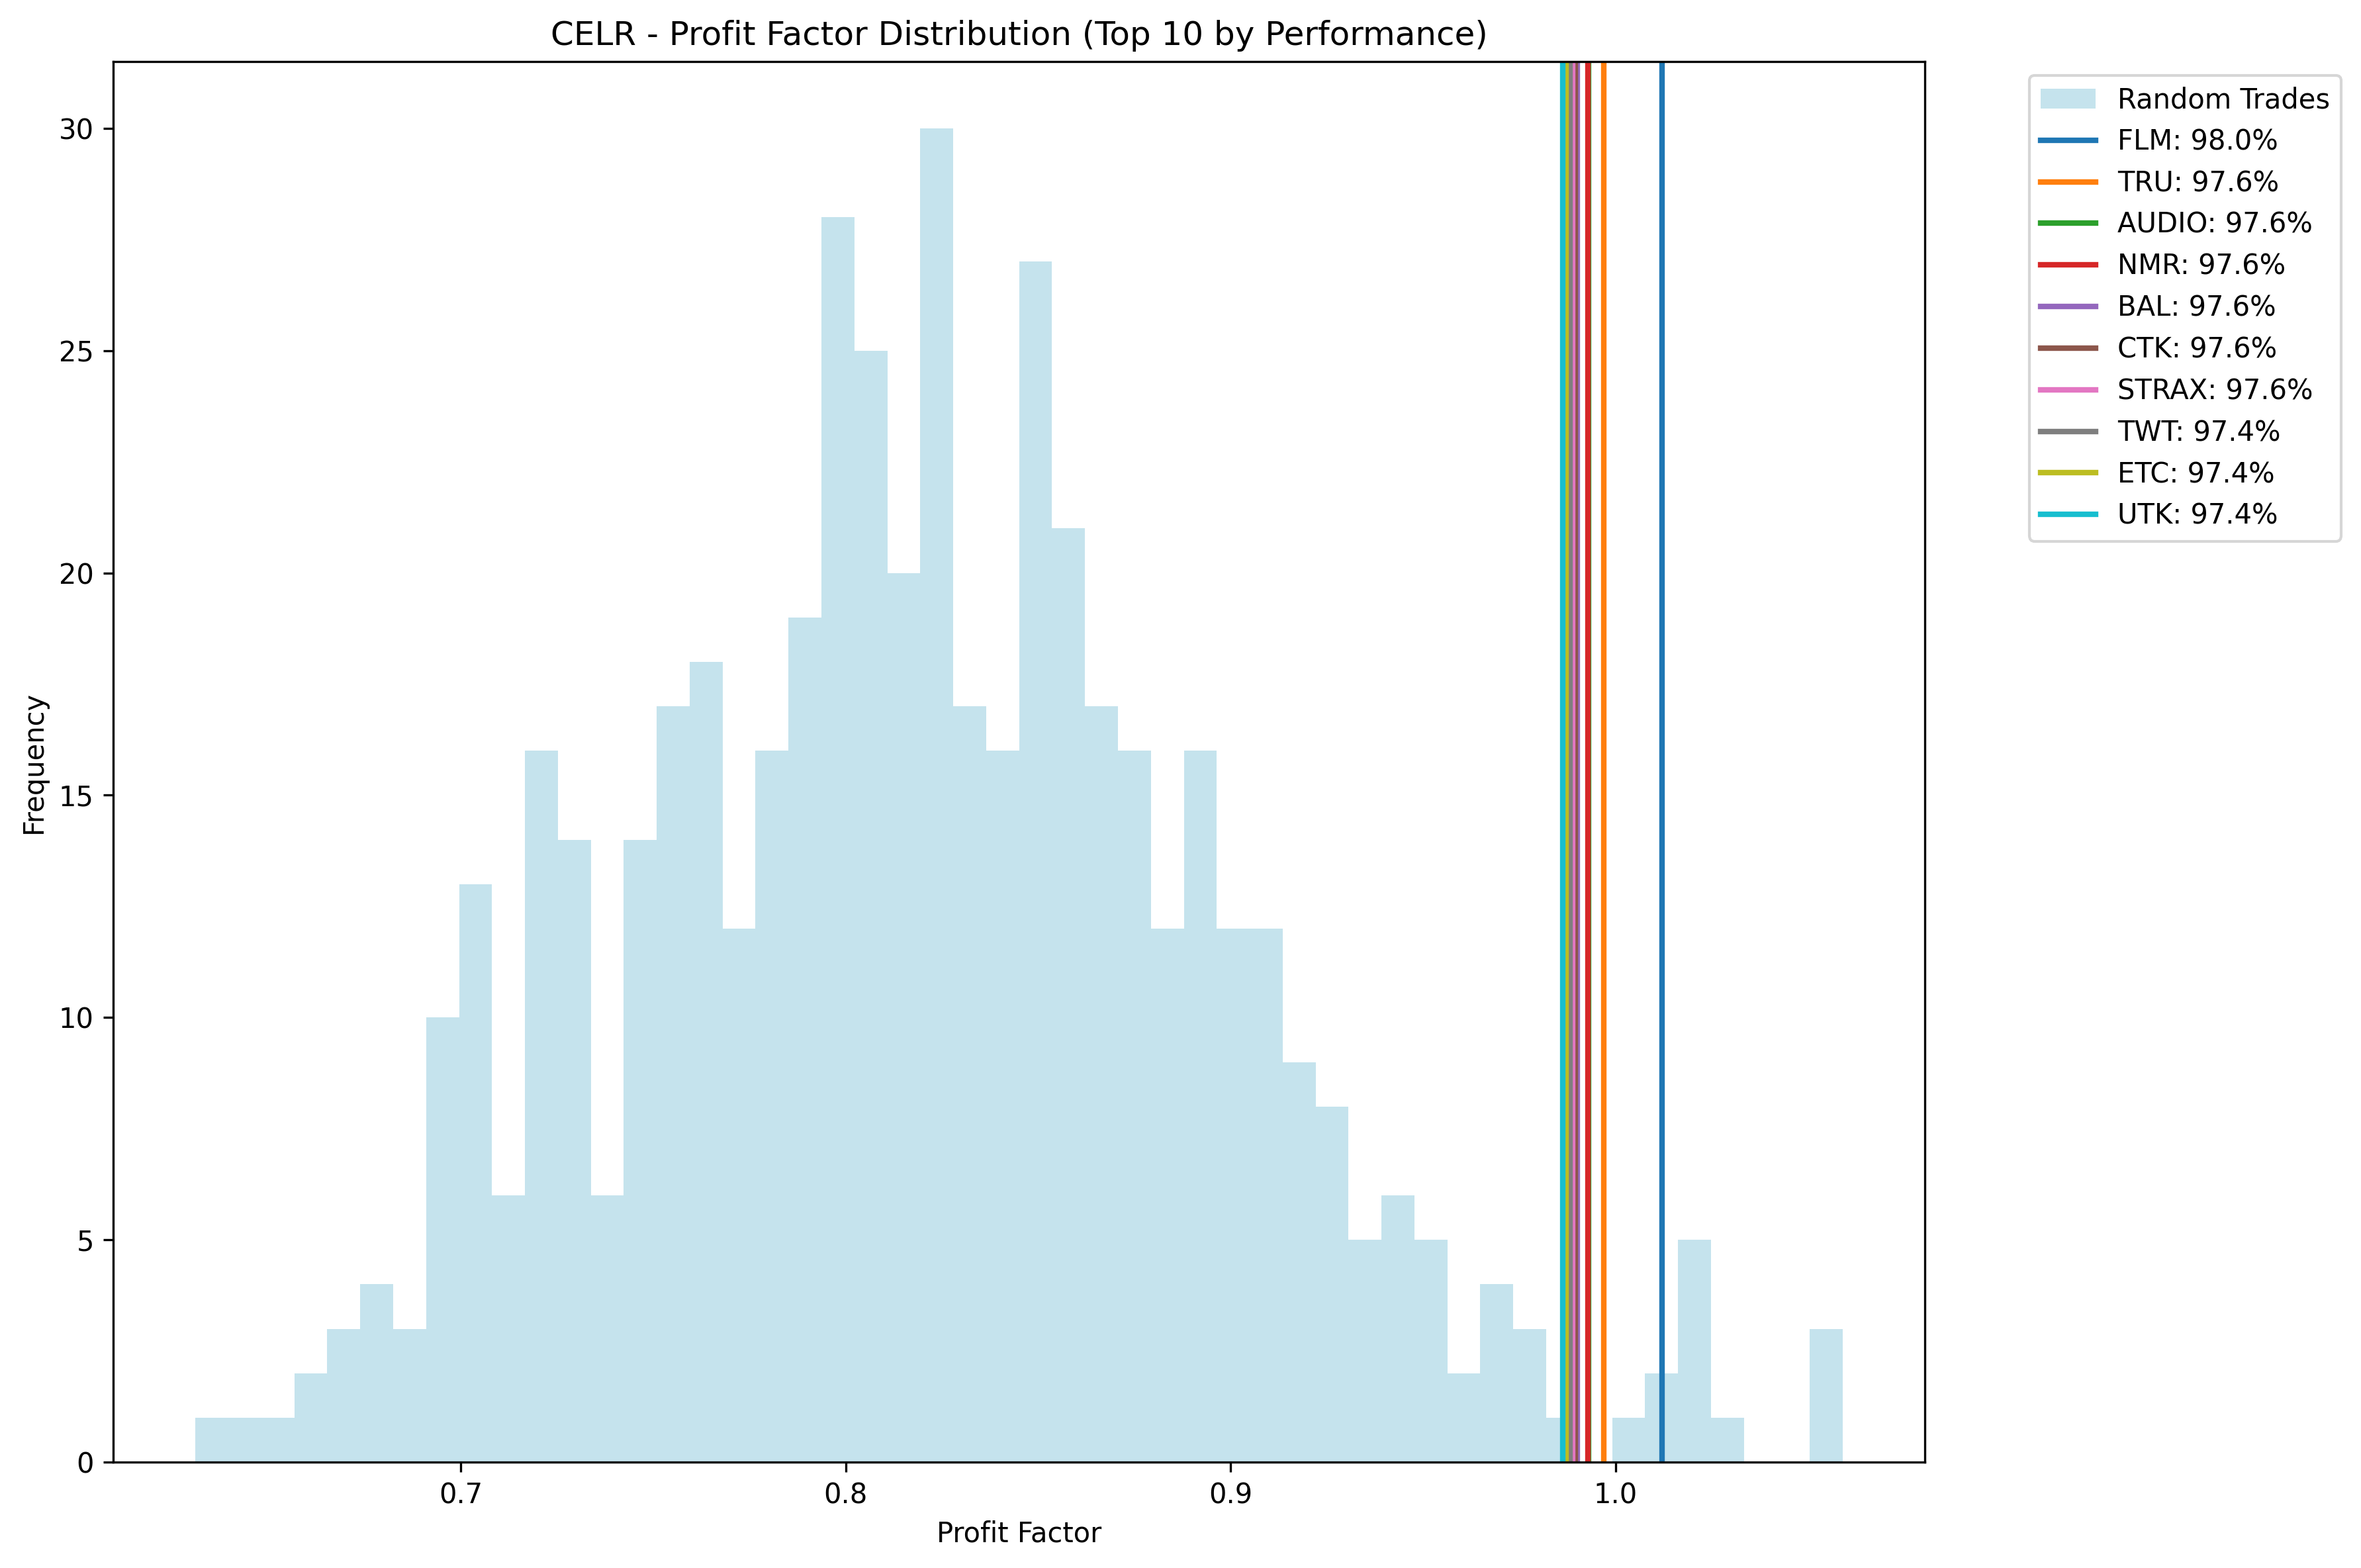 CELR - Profit Factor Distribution (Top 10 by Performance)
Frequency
30
25
20
15
10
5
0
0.7
0.8
0.9
1.0
Profit Factor
Random Trades
FLM: 98.0%
TRU: 97.6%
AUDIO: 97.6%
NMR: 97.6%
BAL: 97.6%
CTK: 97.6%
STRAX: 97.6%
TWT: 97.4%
ETC: 97.4%
UTK: 97.4%